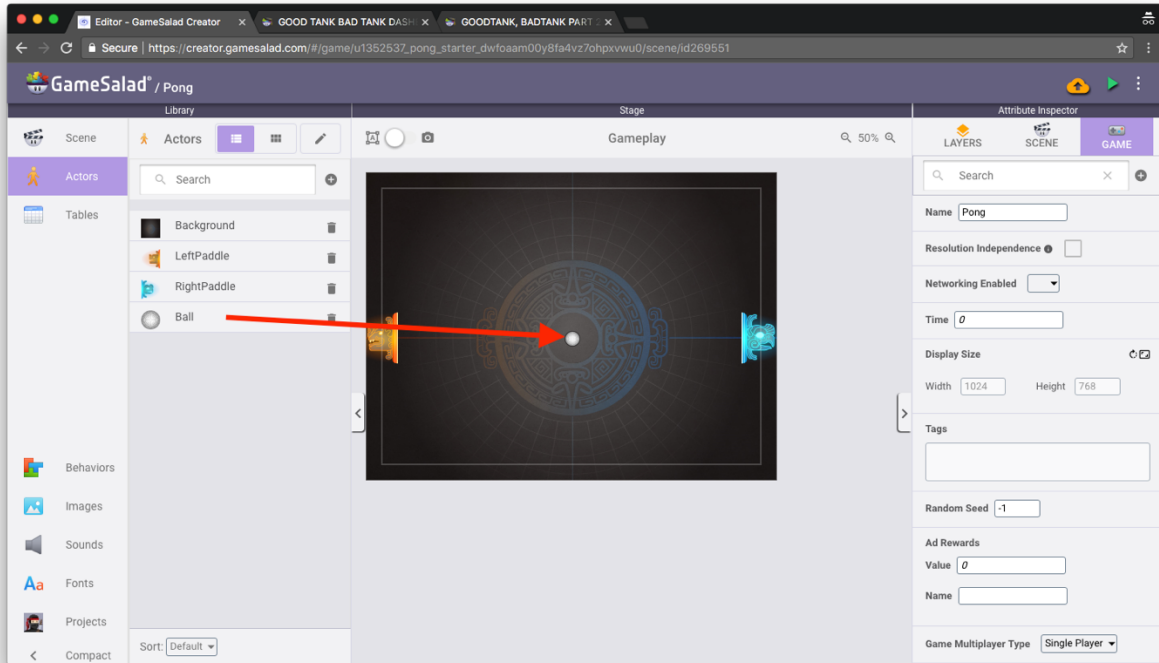 Editor - GameSalad Creator
GOOD TANK BAD TANK DASH
GOODTANK, BADTANK PART
Secure | https://creator.gamesalad.com/#/game/u1352537_pong_starter_dwfoaam00y8fa4vz7ohpxvwu0/scene/id269551
GameSalad® / Pong
Library
Stage
Attribute Inspector
Scene
Actors
Tables
Behaviors
Images
Sounds
Fonts
Projects
Compact
Actors
Search
Background
LeftPaddle
RightPaddle
Ball
Sort: Default
Gameplay
50%
LAYERS
SCENE
GAME
Search
Name Pong
Resolution Independence
Networking Enabled
Time 0
Display Size
Width 1024 Height 768
Tags
Random Seed -1
Ad Rewards
Value 0
Name
Game Multiplayer Type Single Player